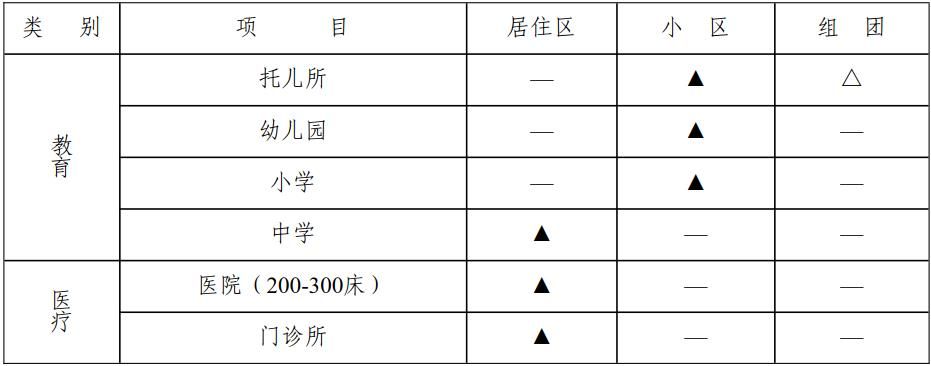 类 别 项 目 居住区 小 区 组 团
教育 托儿所 — ▲ △
幼儿园 — ▲ —
小学 — ▲ —
中学 ▲ — —
医疗 医院（200-300床） ▲ — —
门诊所 ▲ — —